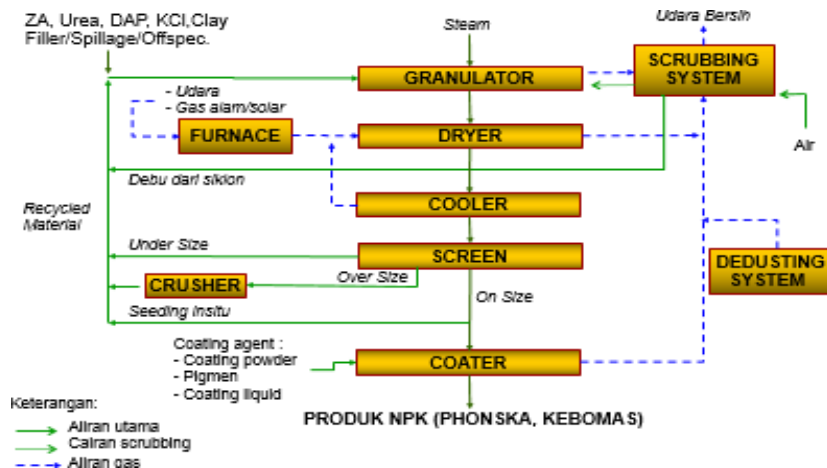 ZA, Urea, DAP, KCl,Clay
Filler/Spillage/Offspec.
Steam
Udara Bersih
GRANULATOR
SCRUBBING
SYSTEM
- Udara
- Gas alam/solar
FURNACE
DRYER
Air
Debu dari siklon
COOLER
Recycled
Material
Under Size
SCREEN
DEDUSTING
SYSTEM
CRUSHER
Over Size
On Size
Seeding insitu
Coating agent :
- Coating powder
- Pigmen
- Coating liquid
COATER
PRODUK NPK (PHONSKA, KEBOMAS)
Keterangan:
Aliran utama
Cairan scrubbing
Aliran gas